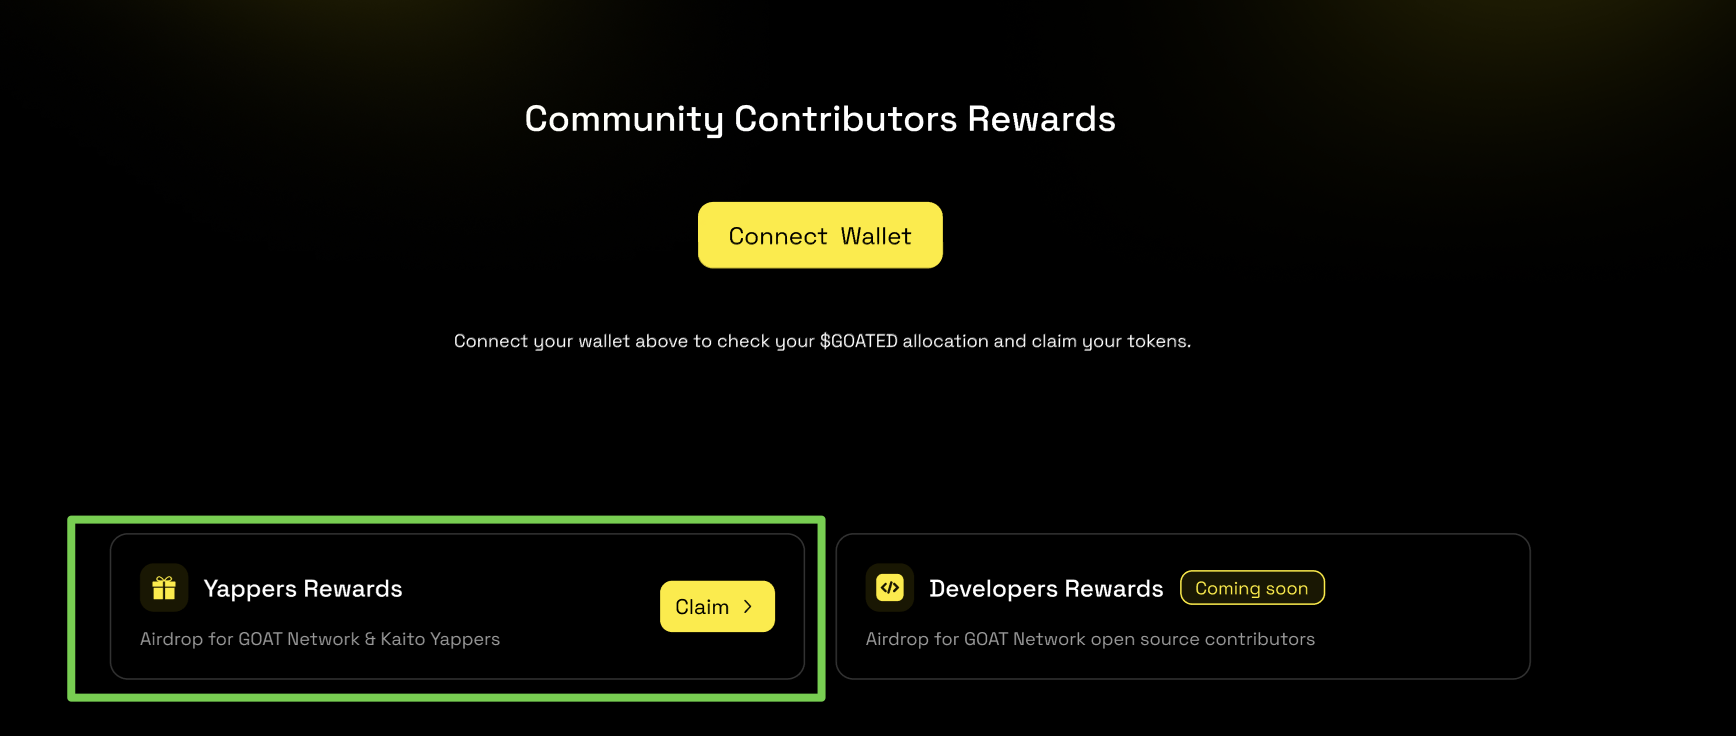 Community Contributors Rewards
Connect Wallet
Connect your wallet above to check your $GOATED allocation and claim your tokens.
Yappers Rewards
Airdrop for GOAT Network & Kaito Yappers
Claim >
Developers Rewards
Coming soon
Airdrop for GOAT Network open source contributors